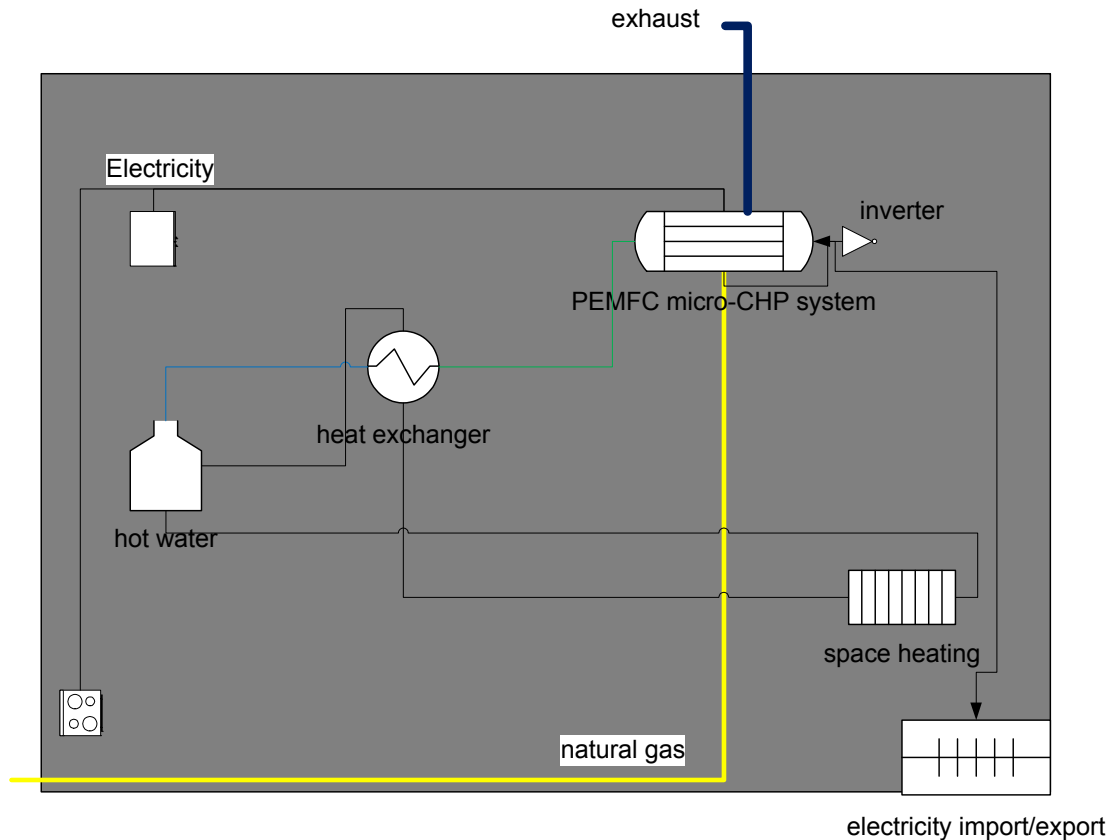 exhaust
Electricity
inverter
PEMFC micro-CHP system
heat exchanger
hot water
space heating
natural gas
electricity import/export